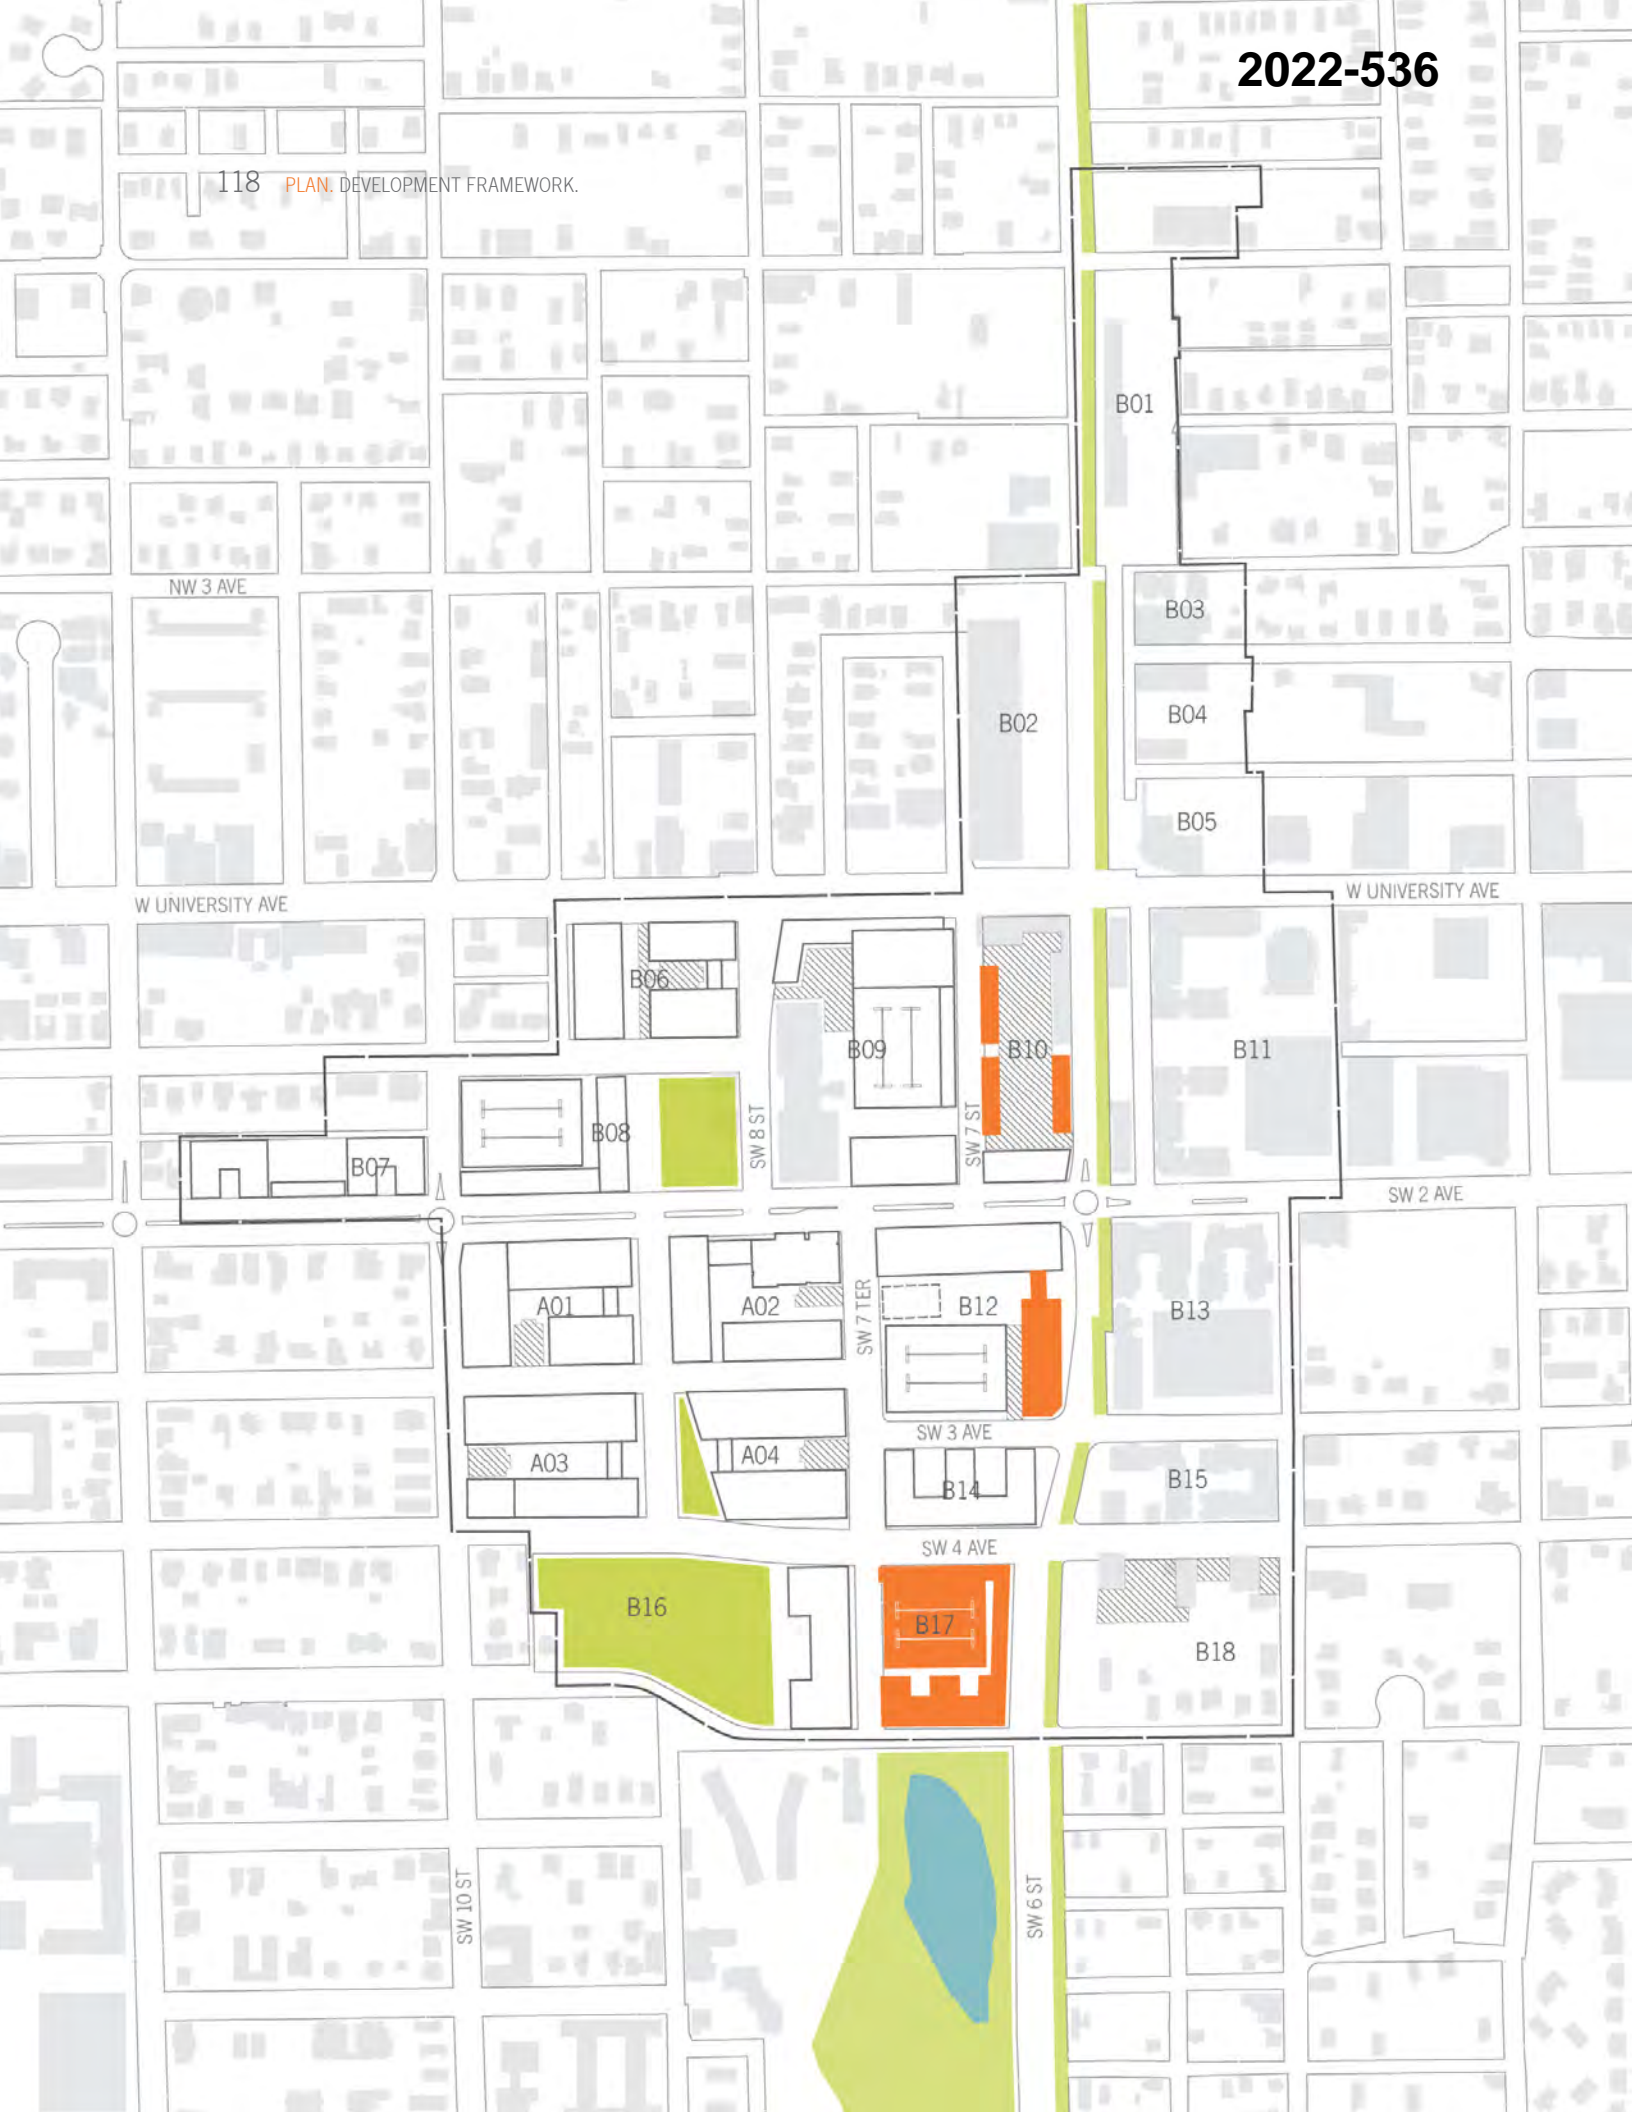 2022-536
118 PLAN. DEVELOPMENT FRAMEWORK.
B01
NW 3 AVE
B03
B04
B02
B05
W UNIVERSITY AVE
W UNIVERSITY AVE
B06
B09
B10
B11
B08
SW 8 ST
SW 7 ST
B07
SW 2 AVE
A01
A02
SW 7 TER
B12
B13
SW 3 AVE
A03
A04
B14
B15
SW 4 AVE
B16
B17
B18
SW 10 ST
SW 6 ST